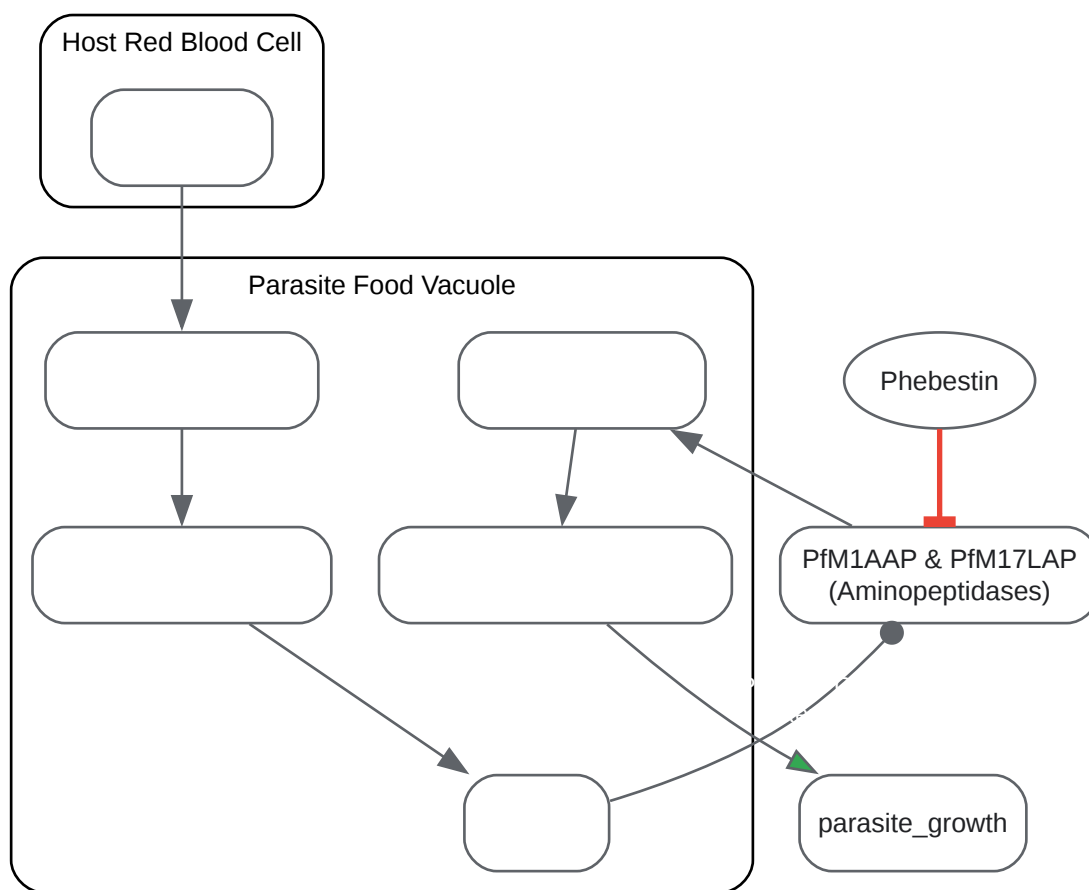 Host Red Blood Cell
Parasite Food Vacuole
Phebestin
PfM1AAP & PfM17LAP
(Aminopeptidases)
parasite_growth